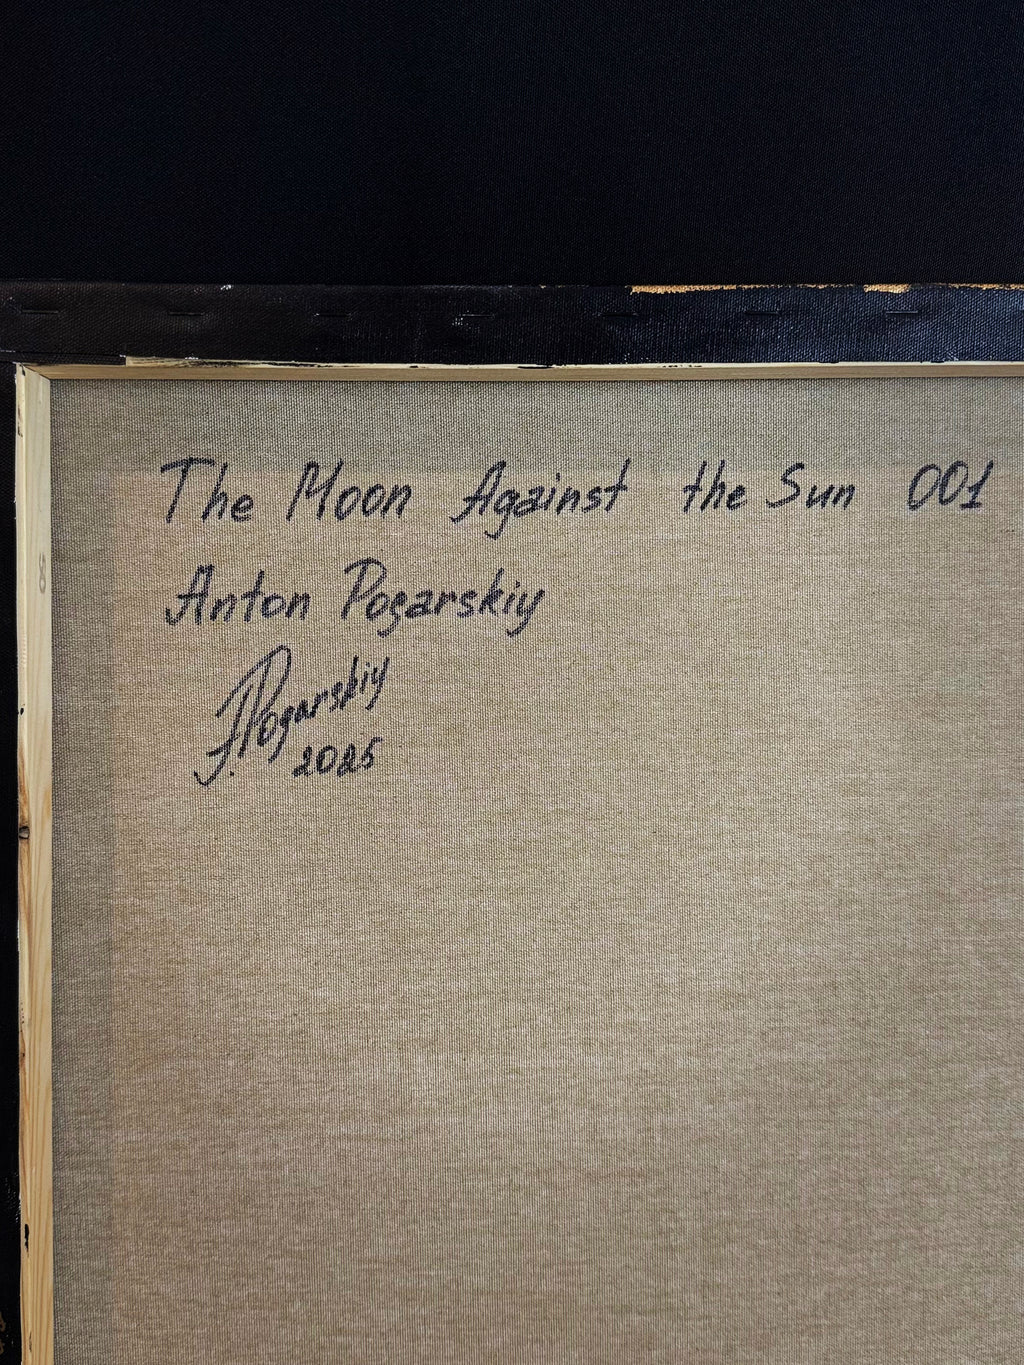 The Moon Against the Sun 001
Anton Pogarskiy
A.Pogarskiy
2025